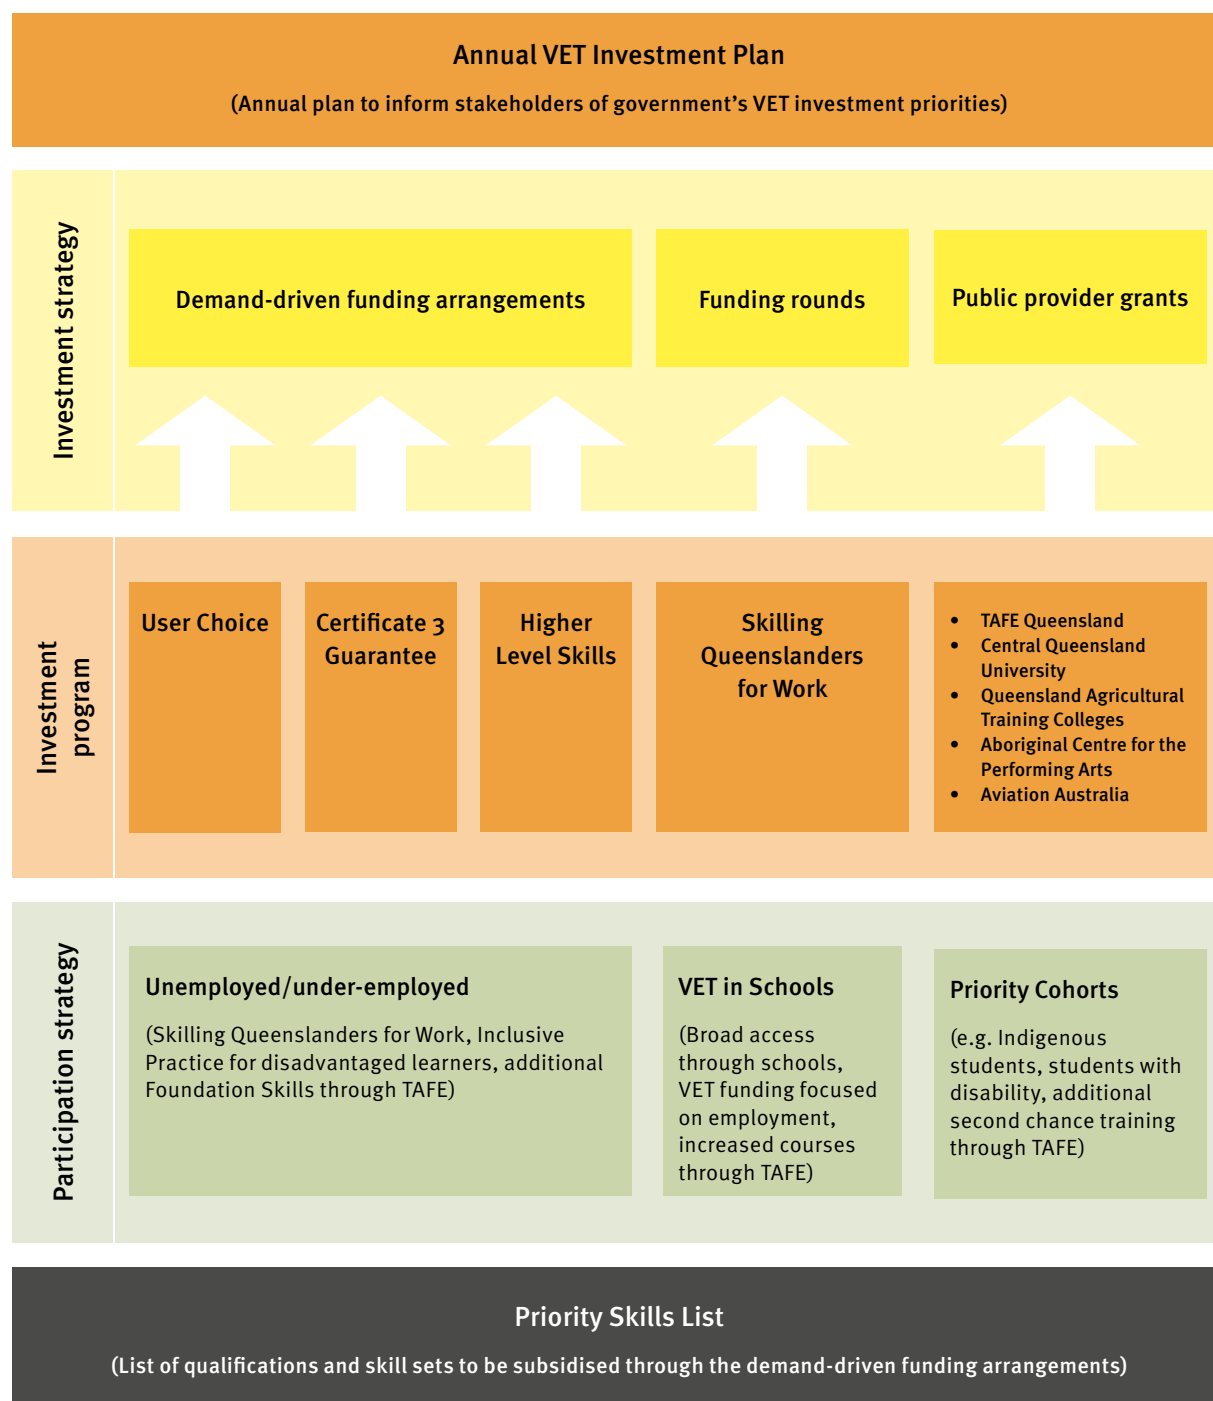 Annual VET Investment Plan
(Annual plan to inform stakeholders of government’s VET investment priorities)
Investment strategy
Demand-driven funding arrangements
Funding rounds
Public provider grants
Investment
program
User Choice
Certificate 3
Guarantee
Higher
Level Skills
Skilling
Queenslanders
for Work
• TAFE Queensland
• Central Queensland
University
• Queensland Agricultural
Training Colleges
• Aboriginal Centre for the
Performing Arts
• Aviation Australia
Participation strategy
Unemployed/under-employed
(Skilling Queenslanders for Work, Inclusive
Practice for disadvantaged learners, additional
Foundation Skills through TAFE)
VET in Schools
(Broad access
through schools,
VET funding focused
on employment,
increased courses
through TAFE)
Priority Cohorts
(e.g. Indigenous
students, students with
disability, additional
second chance training
through TAFE)
Priority Skills List
(List of qualifications and skill sets to be subsidised through the demand-driven funding arrangements)